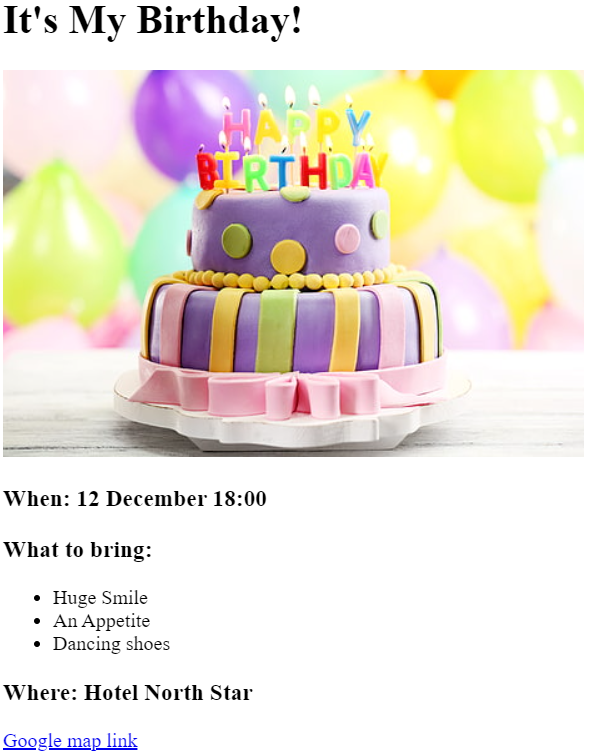 It's My Birthday!
HAPPY
BIRTHDAY
When: 12 December 18:00
What to bring:
Huge Smile
An Appetite
Dancing shoes
Where: Hotel North Star
Google map link